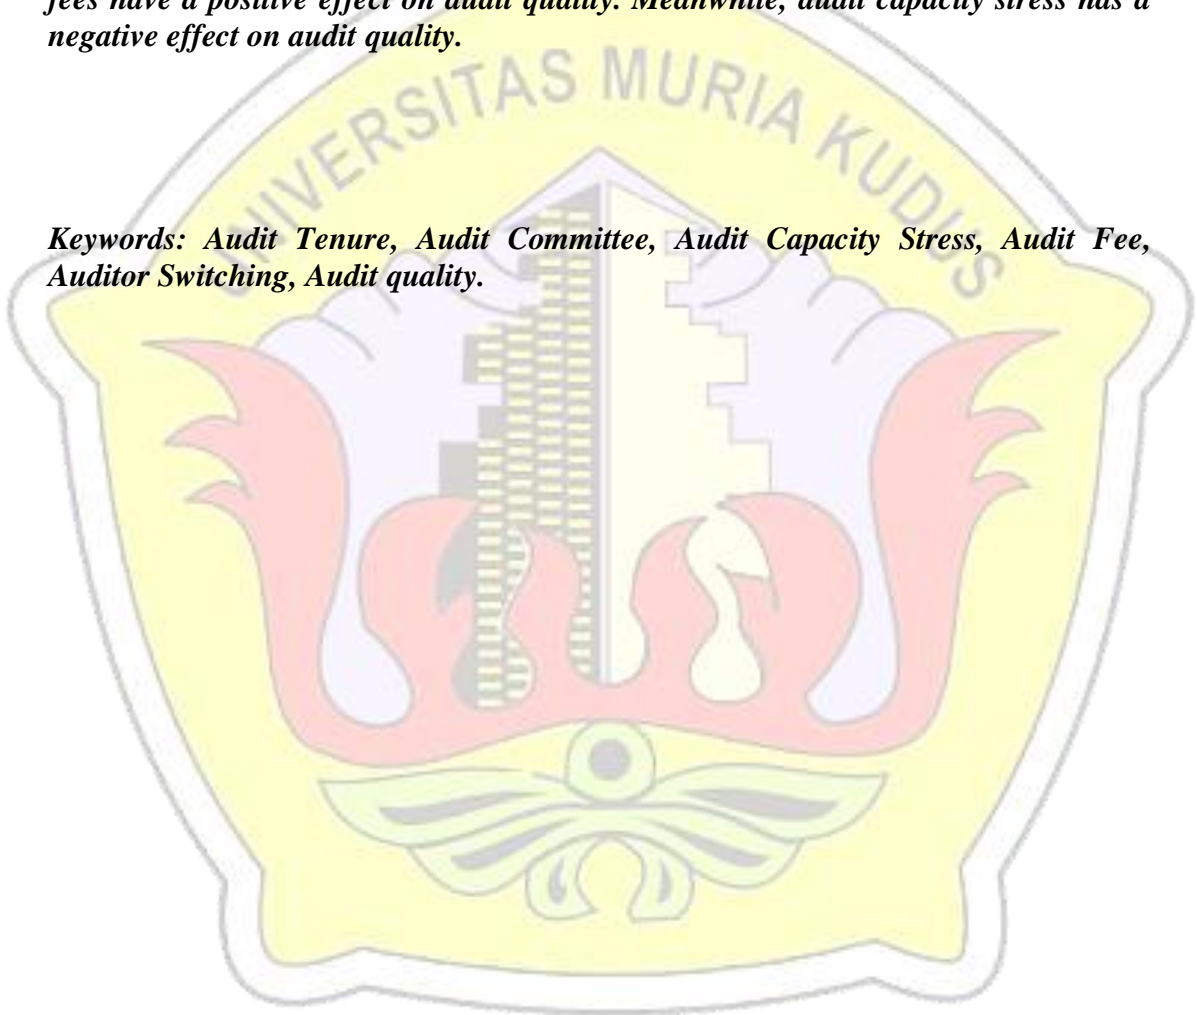 fees have a positive effect on audit quality. Meanwhile, audit capacity stress has a
negative effect on audit quality.
UNIVERSITAS MURIA KUDUS
Keywords: Audit Tenure, Audit Committee, Audit Capacity Stress, Audit Fee,
Auditor Switching, Audit quality.